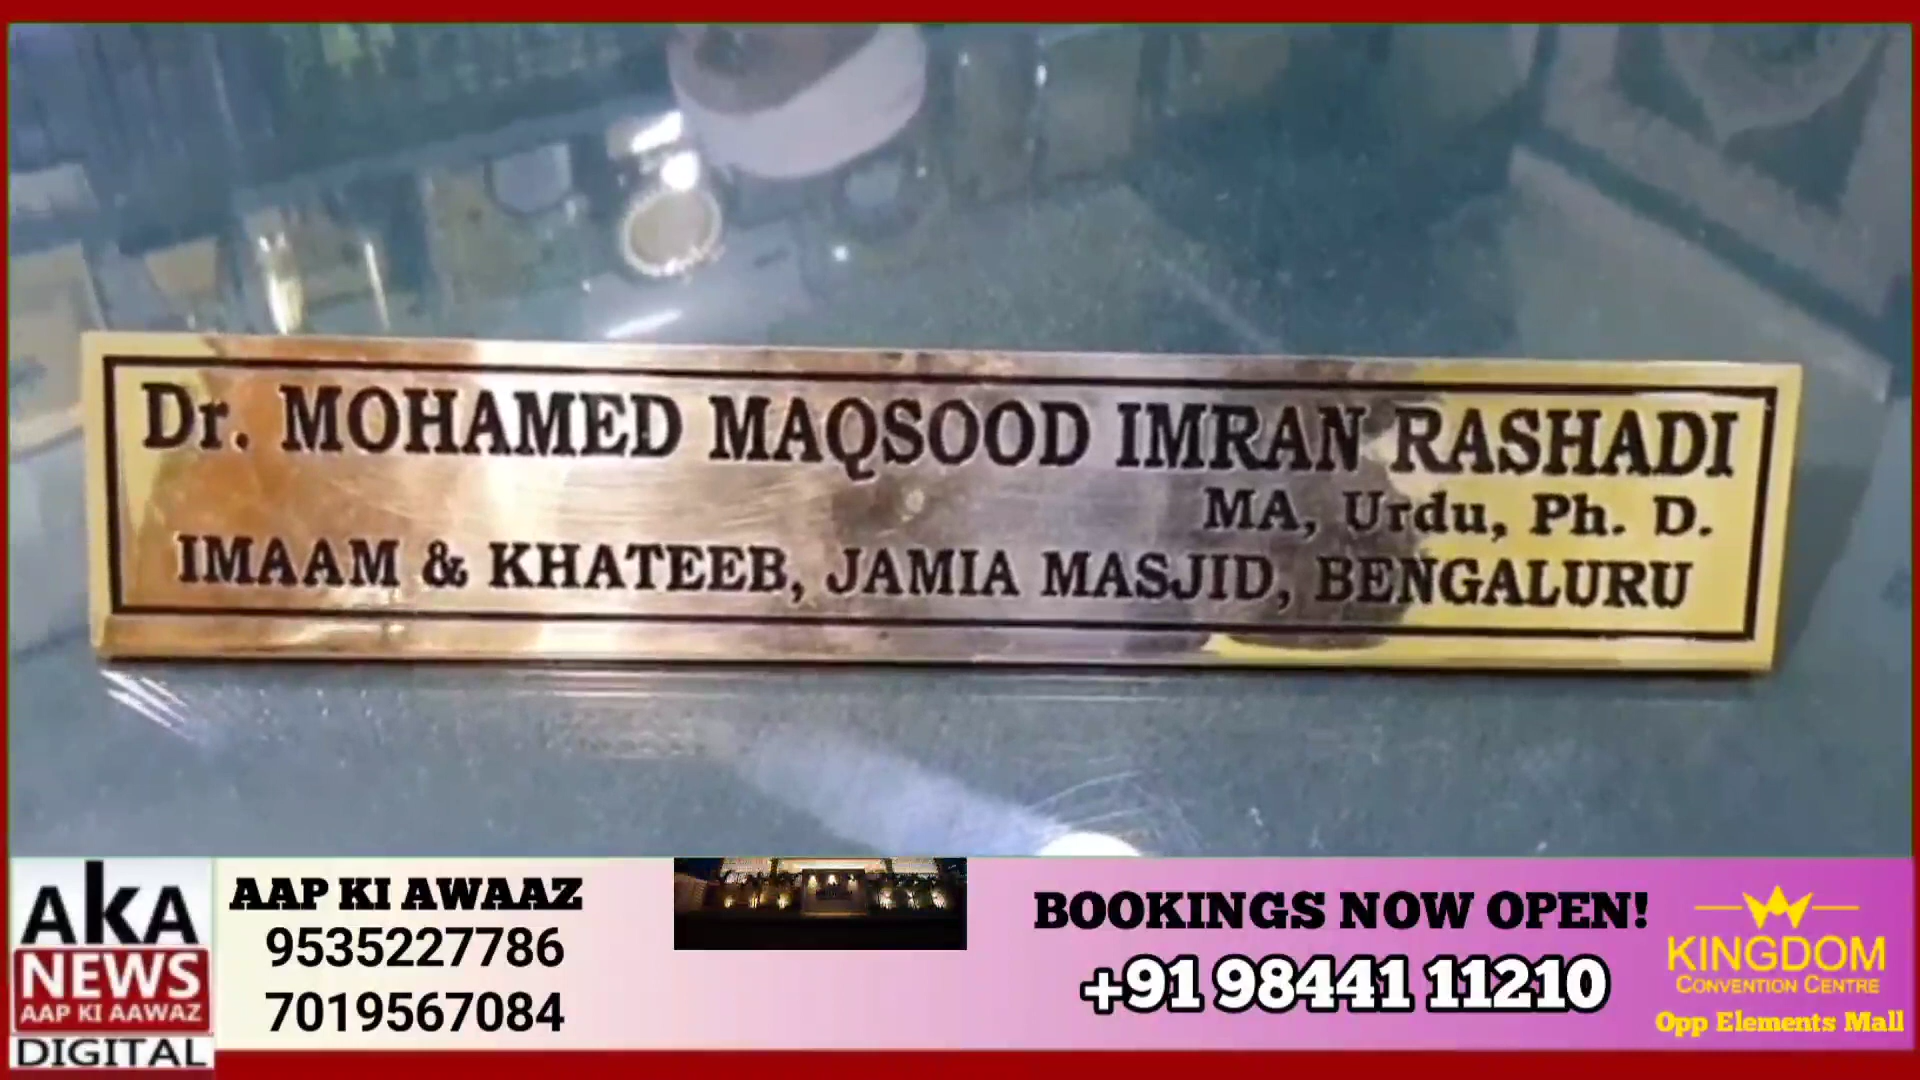 Dr. MOHAMED MAQSOOD IMRAN RASHADI
MA, Urdu, Ph. D.
IMAAM & KHATEEB, JAMIA MASJID, BENGALURU
AKA
NEWS
AAP KI AAWAZ
DIGITAL
AAP KI AWAAZ
9535227786
7019567084
BOOKINGS NOW OPEN!
+91 98441 11210
KINGDOM
CONVENTION CENTRE
Opp Elements Mall